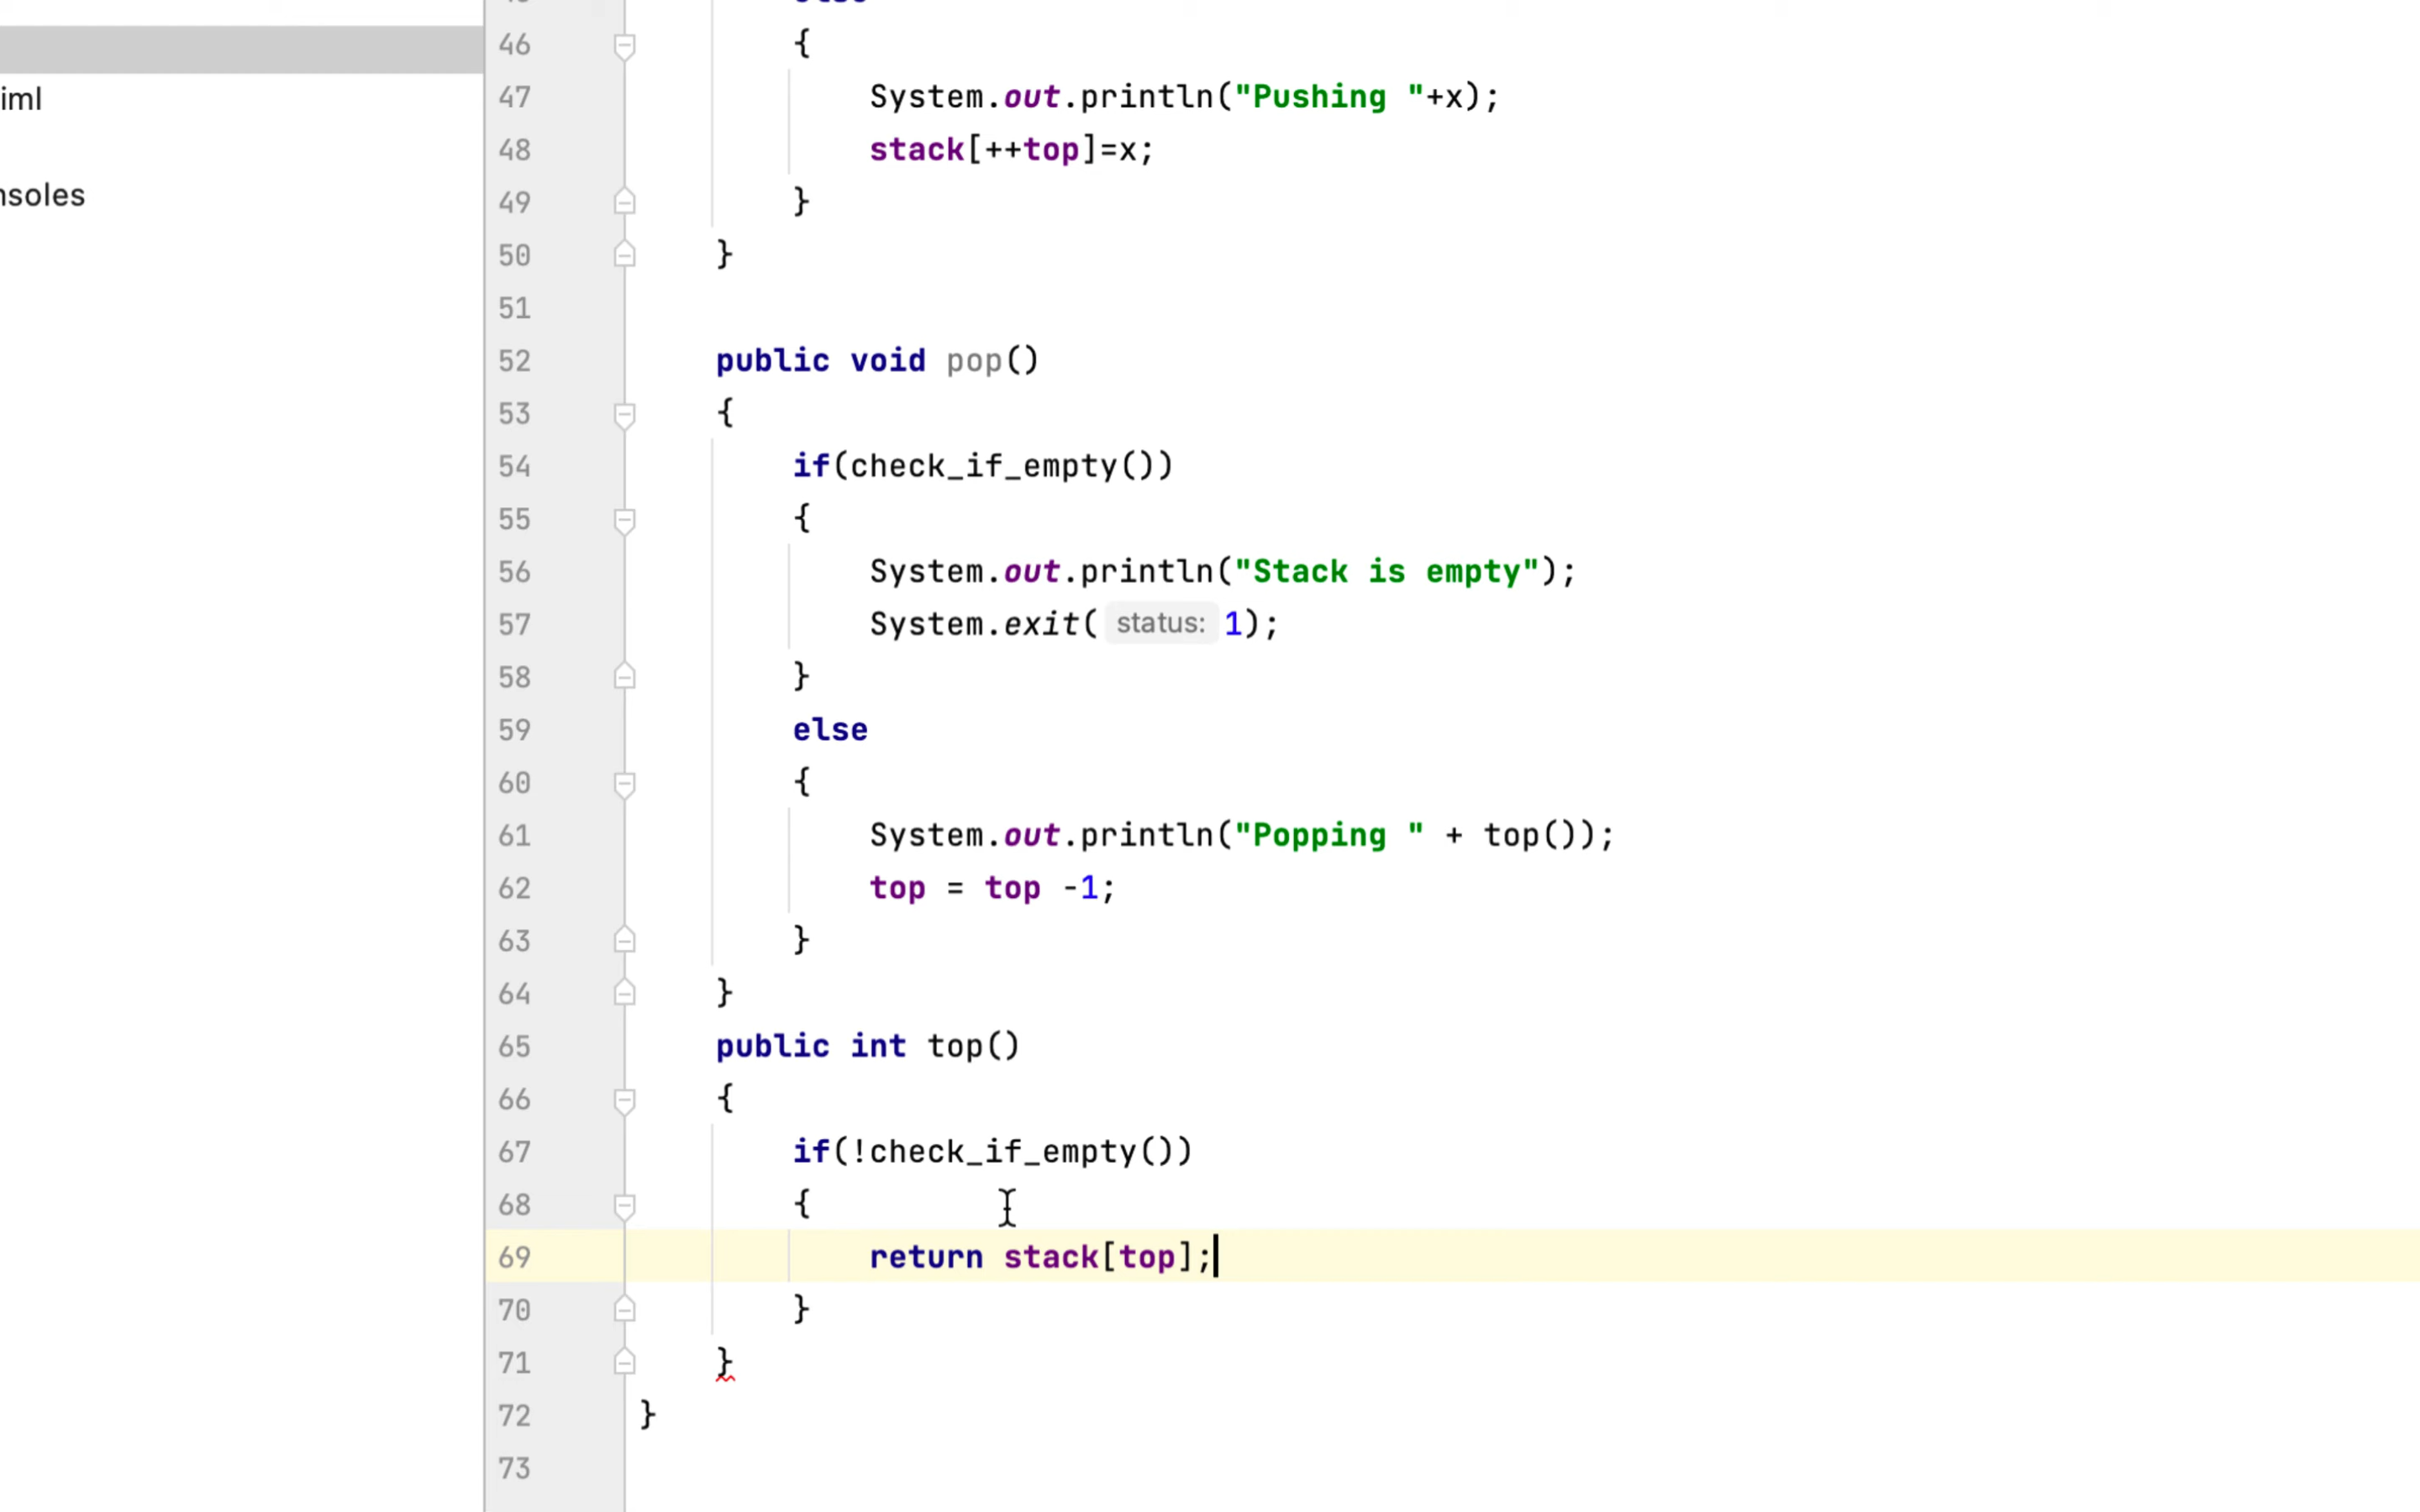 else
46 {
iml
47 System.out.println("Pushing "+x);
48 stack[++top]=x;
nsoles
49 }
50 }
51
52 public void pop()
53 {
54 if(check_if_empty())
55 {
56 System.out.println("Stack is empty");
57 System.exit( status: 1);
58 }
59 else
60 {
61 System.out.println("Popping " + top());
62 top = top -1;
63 }
64 }
65 public int top()
66 {
67 if(!check_if_empty())
68 {
69 return stack[top];
70 }
71 }
72 }
73